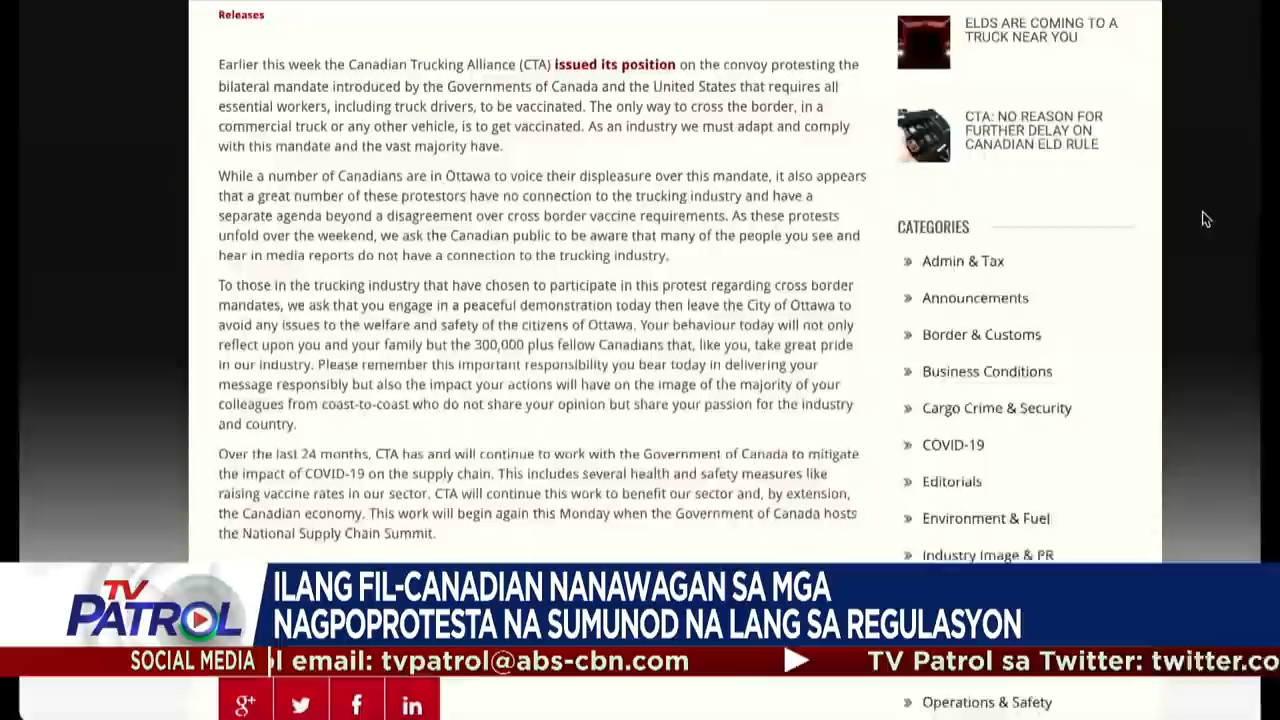 Releases
Earlier this week the Canadian Trucking Alliance (CTA) issued its position on the convoy protesting the
bilateral mandate introduced by the Governments of Canada and the United States that requires all
essential workers, including truck drivers, to be vaccinated. The only way to cross the border, in a
commercial truck or any other vehicle, is to get vaccinated. As an industry we must adapt and comply
with this mandate and the vast majority have.
While a number of Canadians are in Ottawa to voice their displeasure over this mandate, it also appears
that a great number of these protestors have no connection to the trucking industry and have a
separate agenda beyond a disagreement over cross border vaccine requirements. As these protests
unfold over the weekend, we ask the Canadian public to be aware that many of the people you see and
hear in media reports do not have a connection to the trucking industry.
To those in the trucking industry that have chosen to participate in this protest regarding cross border
mandates, we ask that you engage in a peaceful demonstration today then leave the City of Ottawa to
avoid any issues to the welfare and safety of the citizens of Ottawa. Your behaviour today will not only
reflect upon you and your family but the 300,000 plus fellow Canadians that, like you, take great pride
in our industry. Please remember this important responsibility you bear today in delivering your
message responsibly but also the impact your actions will have on the image of the majority of your
colleagues from coast-to-coast who do not share your opinion but share your passion for the industry
and country.
Over the last 24 months, CTA has and will continue to work with the Government of Canada to mitigate
the impact of COVID-19 on the supply chain. This includes several health and safety measures like
raising vaccine rates in our sector. CTA will continue this work to benefit our sector and, by extension,
the Canadian economy. This work will begin again this Monday when the Government of Canada hosts
the National Supply Chain Summit.
ELDS ARE COMING TO A
TRUCK NEAR YOU
CTA: NO REASON FOR
FURTHER DELAY ON
CANADIAN ELD RULE
CATEGORIES
Admin & Tax
Announcements
Border & Customs
Business Conditions
Cargo Crime & Security
COVID-19
Editorials
Environment & Fuel
Industry Image & PR
Operations & Safety
TV
PATROL
ILANG FIL-CANADIAN NANAWAGAN SA MGA
NAGPOPROTESTA NA SUMUNOD NA LANG SA REGULASYON
SOCIAL MEDIA
email: tvpatrol@abs-cbn.com TV Patrol sa Twitter: twitter.co
g+ f in